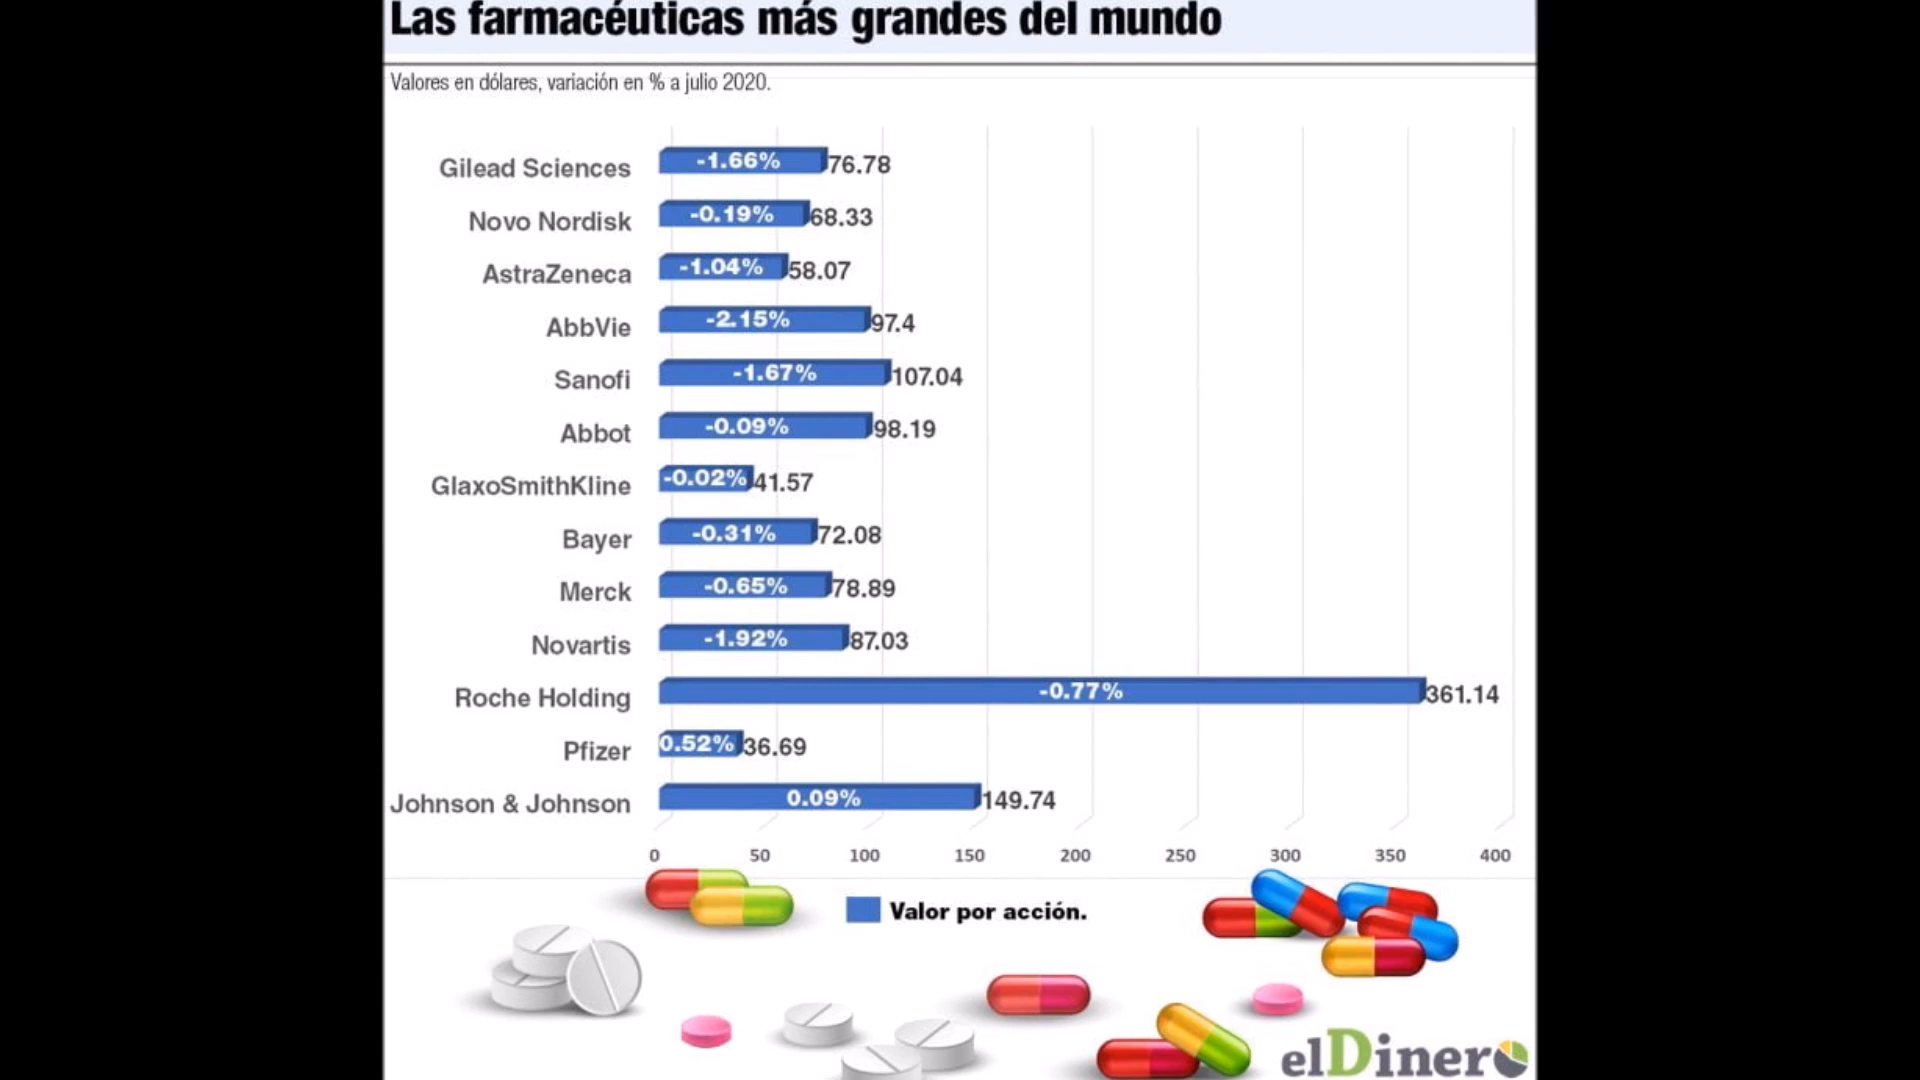 Las farmacéuticas más grandes del mundo
Valores en dólares, variación en % a julio 2020.
Gilead Sciences -1.66% 76.78
Novo Nordisk -0.19% 68.33
AstraZeneca -1.04% 58.07
AbbVie -2.15% 97.4
Sanofi -1.67% 107.04
Abbot -0.09% 98.19
GlaxoSmithKline -0.02% 41.57
Bayer -0.31% 72.08
Merck -0.65% 78.89
Novartis -1.92% 87.03
Roche Holding -0.77% 361.14
Pfizer 0.52% 36.69
Johnson & Johnson 0.09% 149.74
0 50 100 150 200 250 300 350 400
Valor por acción.
elDinero